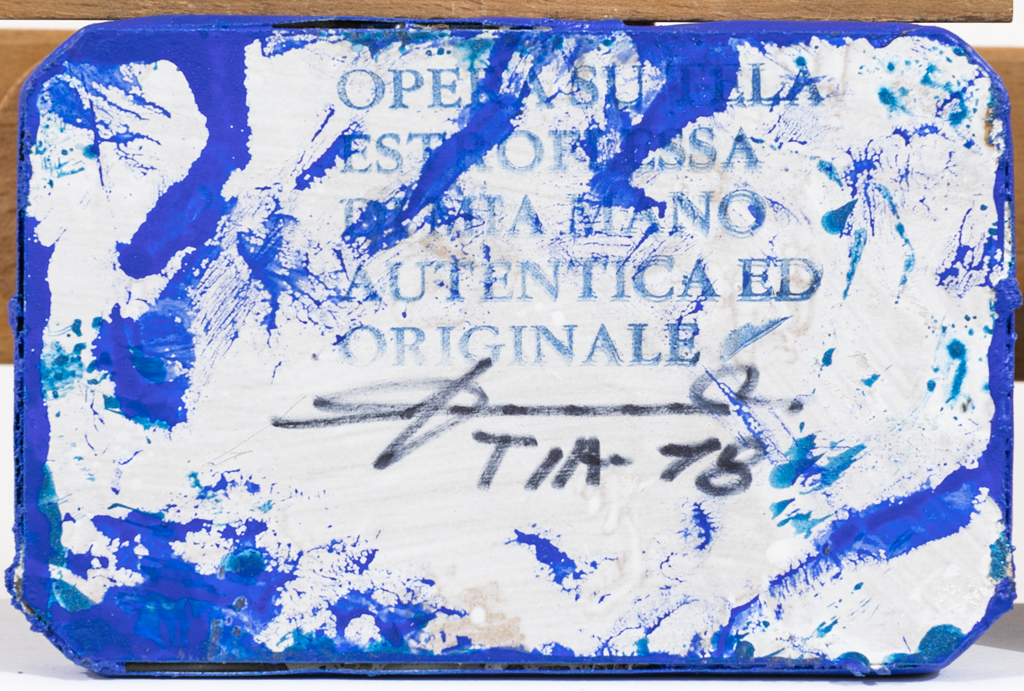 OPERA SU TELA
ESTROFLESSA
DI MIA MANO
AUTENTICA ED
ORIGINALE
TIA-78